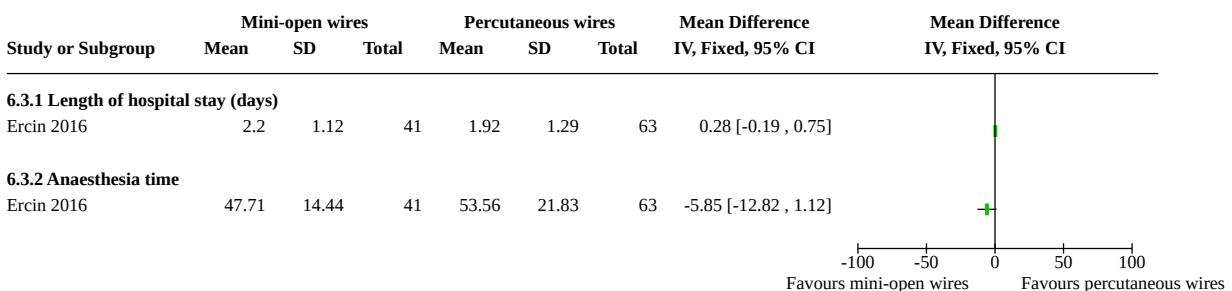 Mini-open wires Percutaneous wires Mean Difference Mean Difference
Study or Subgroup Mean SD Total Mean SD Total IV, Fixed, 95% CI IV, Fixed, 95% CI
6.3.1 Length of hospital stay (days)
Ercin 2016 2.2 1.12 41 1.92 1.29 63 0.28 [-0.19 , 0.75]
6.3.2 Anaesthesia time
Ercin 2016 47.71 14.44 41 53.56 21.83 63 -5.85 [-12.82 , 1.12]
-100 -50 0 50 100
Favours mini-open wires Favours percutaneous wires